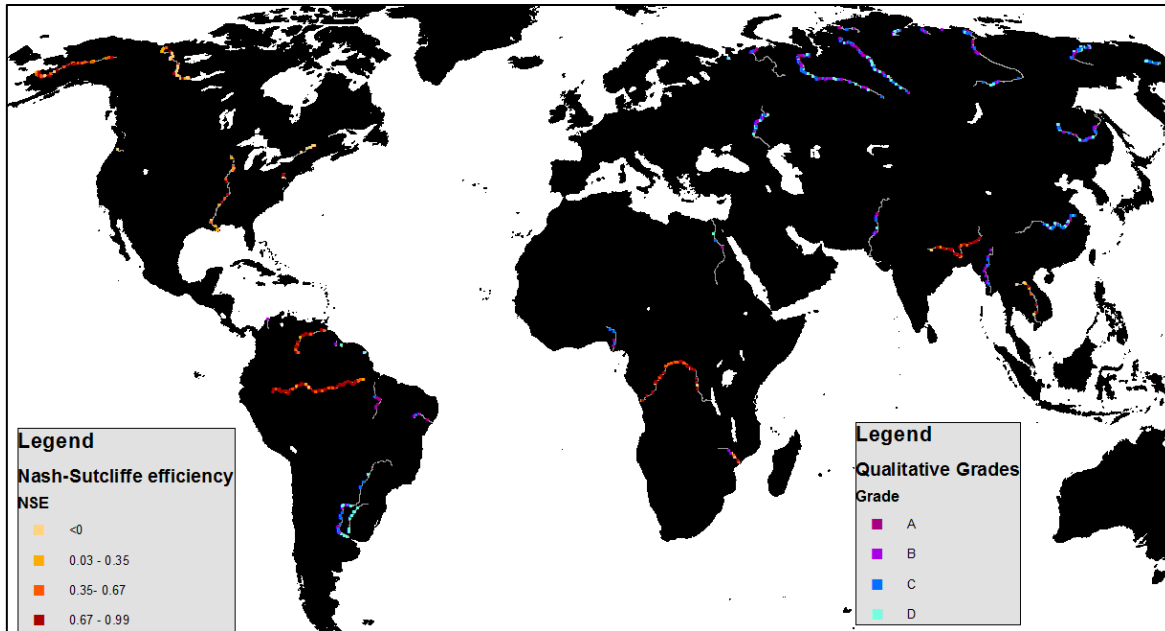 Legend
Nash-Sutcliffe efficiency
NSE
<0
0.03 - 0.35
0.35- 0.67
0.67 - 0.99
Legend
Qualitative Grades
Grade
A
B
C
D